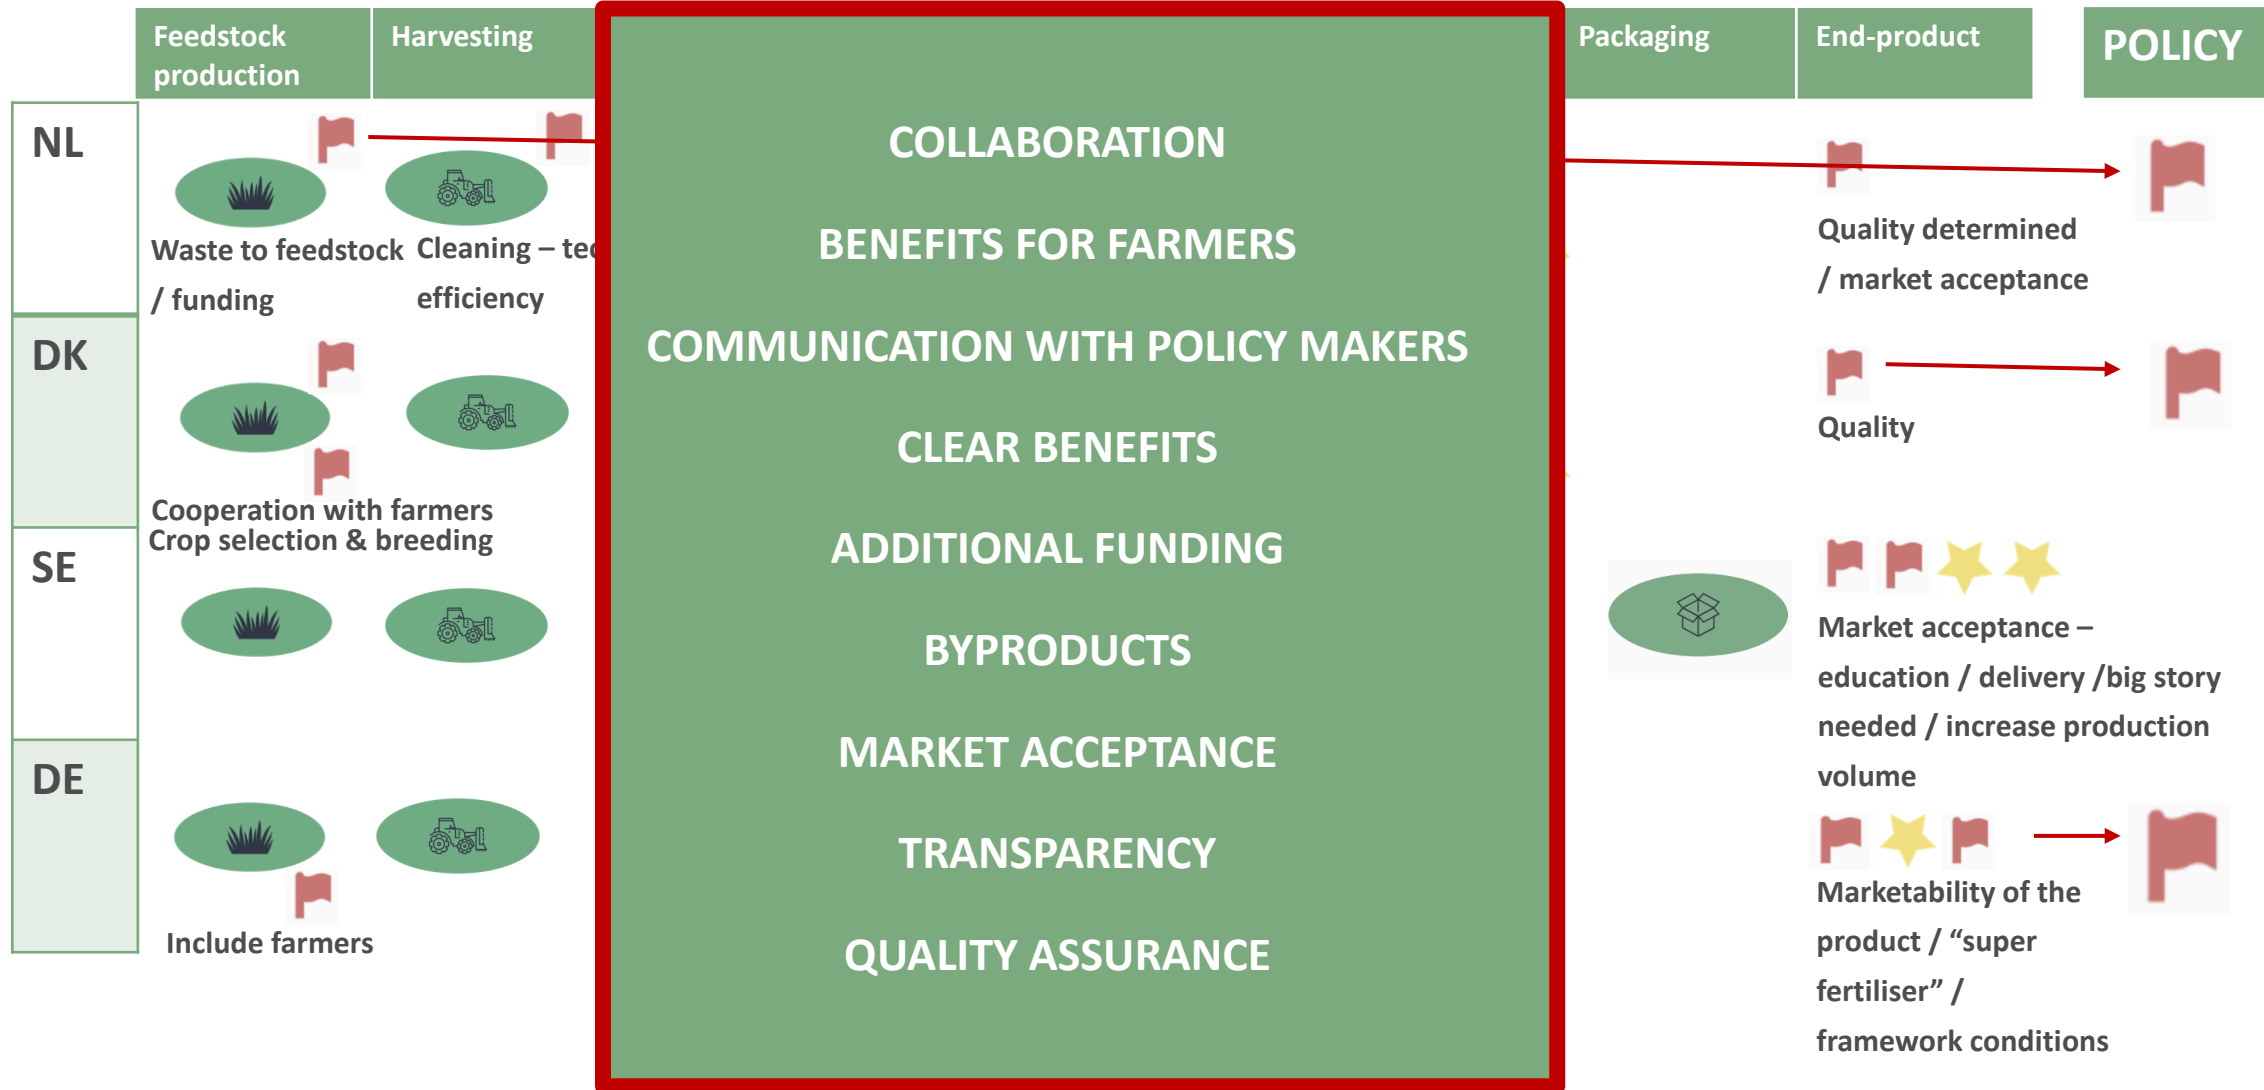 Feedstock
production
Harvesting
Packaging
End-product
POLICY
NL
Waste to feedstock
/ funding
Cleaning –
efficiency
Quality determined
/ market acceptance
DK
Cooperation with farmers
Crop selection & breeding
Quality
SE
Market acceptance –
education / delivery /big story
needed / increase production
volume
DE
Include farmers
Marketability of the
product / “super
fertiliser” /
framework conditions
COLLABORATION
BENEFITS FOR FARMERS
COMMUNICATION WITH POLICY MAKERS
CLEAR BENEFITS
ADDITIONAL FUNDING
BYPRODUCTS
MARKET ACCEPTANCE
TRANSPARENCY
QUALITY ASSURANCE